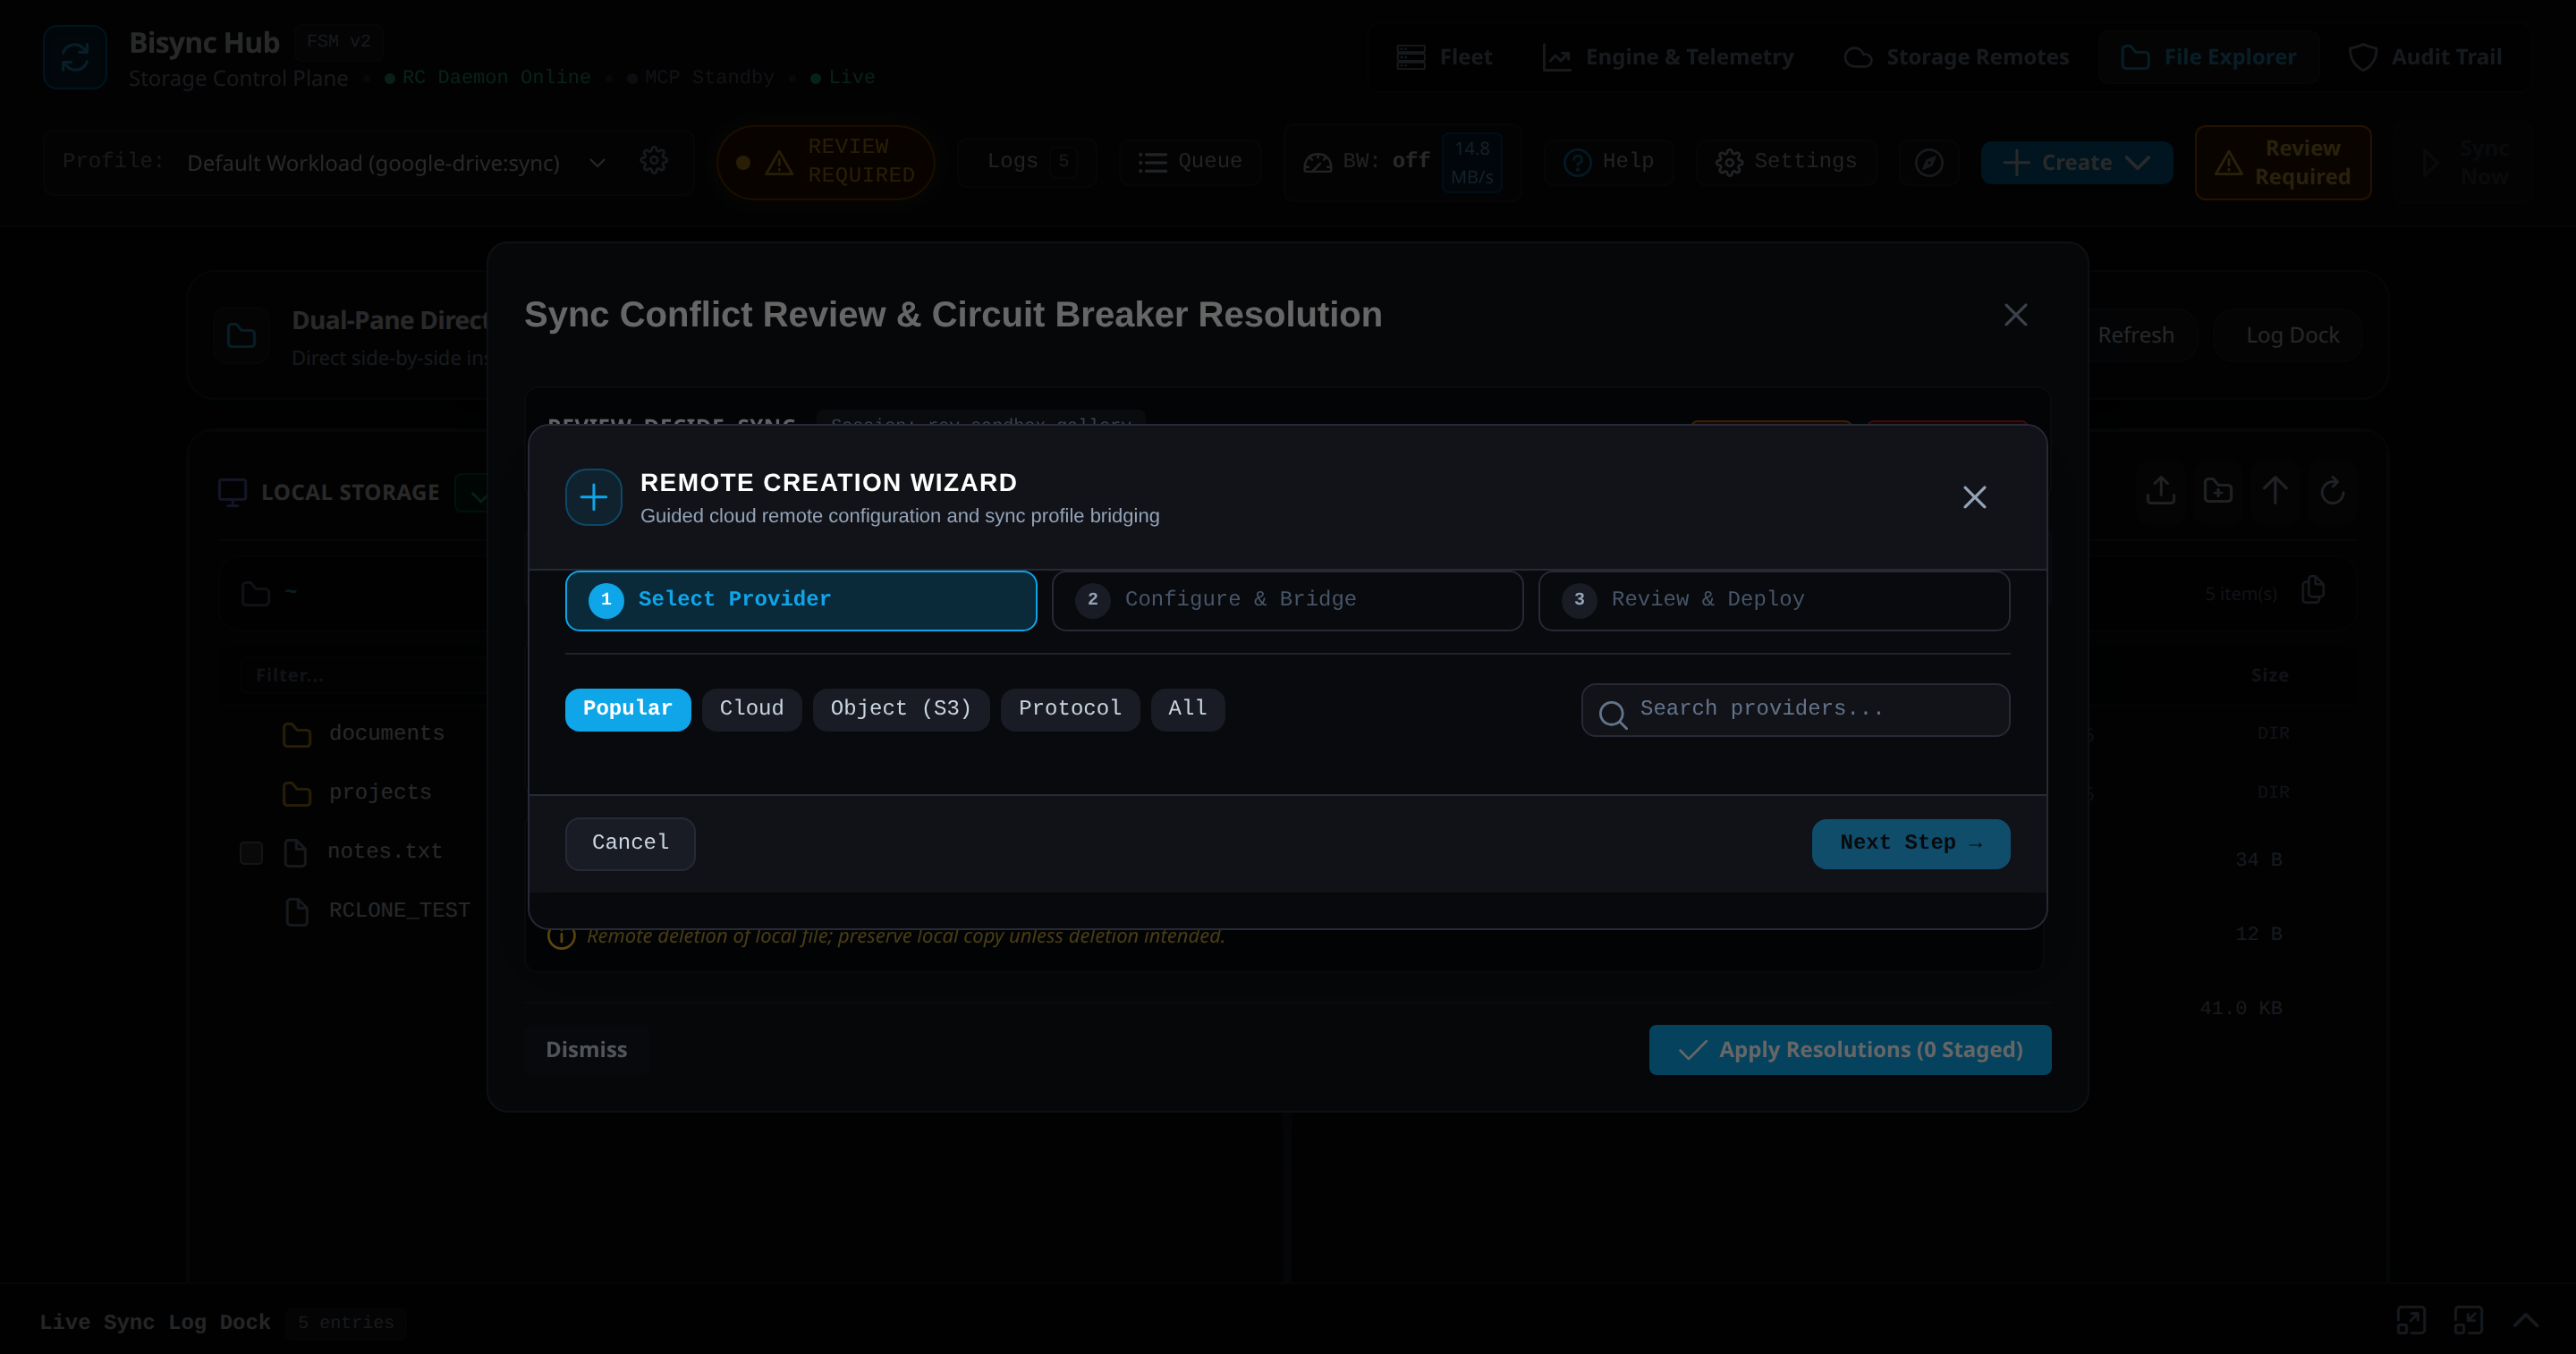 Bisync Hub FSM v2
Storage Control Plane RC Daemon Online MCP Standby Live
Fleet Engine & Telemetry Storage Remotes File Explorer Audit Trail
Profile: Default Workload (google-drive:sync)
REVIEW
REQUIRED
Logs 5
Queue
BW: off
14.8
MB/s
Help
Settings
Create
Review
Required
Sync
Now
Dual-Pane Direct
Direct side-by-side ins
Refresh Log Dock
Sync Conflict Review & Circuit Breaker Resolution
REVIEW DECIDE SYNC Session: rev_sandbox_gallery
LOCAL STORAGE
~
5 item(s)
Filter...
Size
documents
DIR
projects
DIR
notes.txt
34 B
RCLONE_TEST
12 B
41.0 KB
REMOTE CREATION WIZARD
Guided cloud remote configuration and sync profile bridging
1 Select Provider
2 Configure & Bridge
3 Review & Deploy
Popular Cloud Object (S3) Protocol All
Search providers...
Cancel
Next Step →
Remote deletion of local file; preserve local copy unless deletion intended.
Dismiss
Apply Resolutions (0 Staged)
Live Sync Log Dock 5 entries